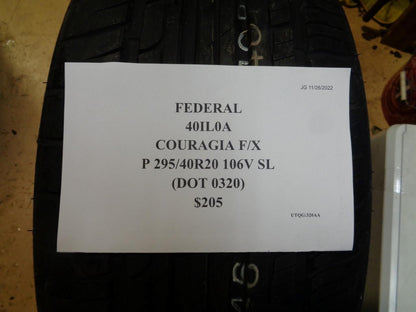 JG 11/26/2022
FEDERAL
40IL0A
COURAGIA F/X
P 295/40R20 106V SL
(DOT 0320)
$205
UTQG:320AA